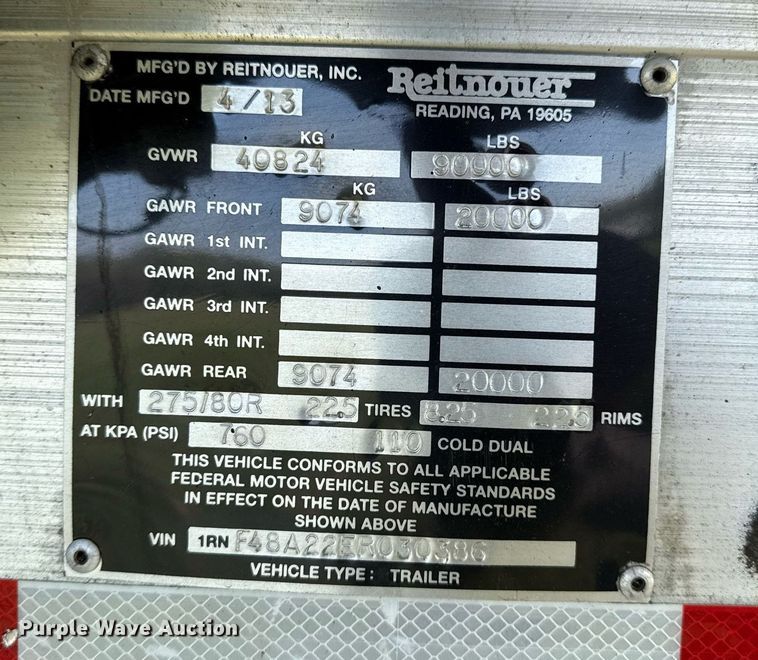 MFG'D BY REITNOUER, INC.
Reitnouer
DATE MFG'D 4/13
READING, PA 19605
KG LBS
GVWR 40824 90000
KG LBS
GAWR FRONT 9074 20000
GAWR 1st INT.
GAWR 2nd INT.
GAWR 3rd INT.
GAWR 4th INT.
GAWR REAR 9074 20000
WITH 275/80R 22.5 TIRES 8.25 22.5 RIMS
AT KPA (PSI) 760 110 COLD DUAL
THIS VEHICLE CONFORMS TO ALL APPLICABLE
FEDERAL MOTOR VEHICLE SAFETY STANDARDS
IN EFFECT ON THE DATE OF MANUFACTURE
SHOWN ABOVE
VIN 1RN F48A22ER030386
VEHICLE TYPE: TRAILER
Purple Wave Auction